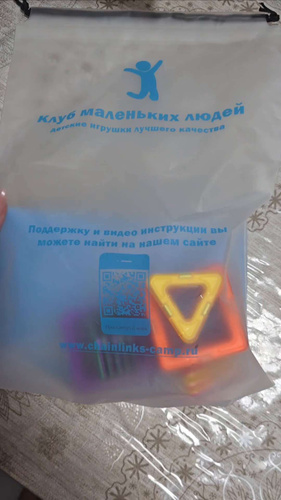 Клуб маленьких людей
детские игрушки лучшего качества
Поддержку и видео инструкции вы
можете найти на нашем сайте